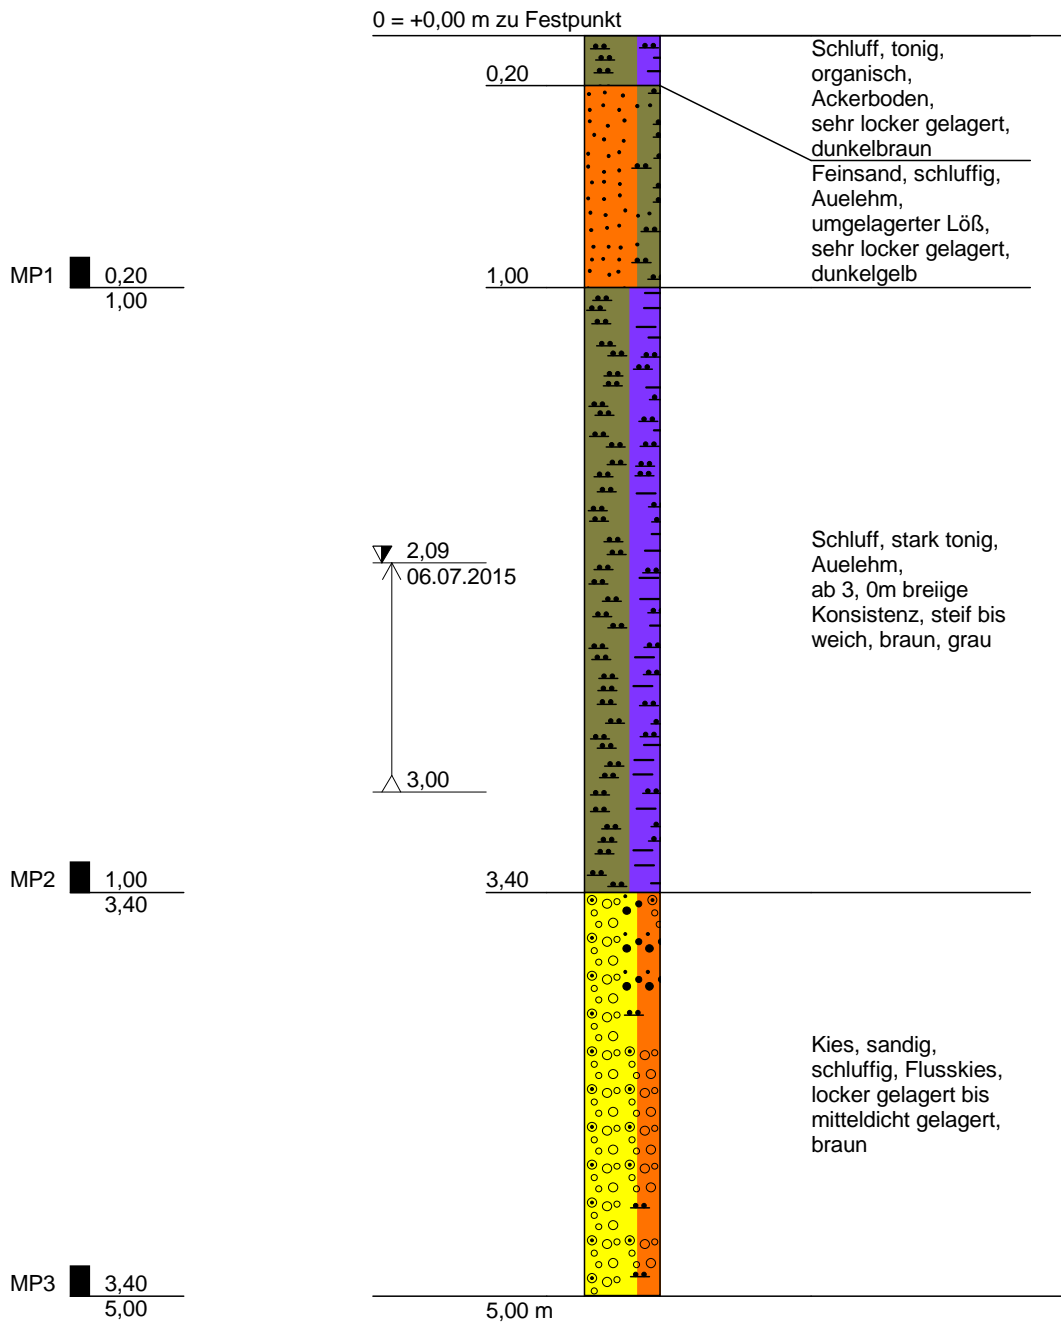 0 = +0,00 m zu Festpunkt
Schluff, tonig,
organisch,
Ackerboden,
sehr locker gelagert,
dunkelbraun
0,20
Feinsand, schluffig,
Auelehm,
umgelagerter Löß,
sehr locker gelagert,
dunkelgelb
MP1 0,20
1,00
1,00
Schluff, stark tonig,
Auelehm,
ab 3, 0m breiige
Konsistenz, steif bis
weich, braun, grau
2,09
06.07.2015
3,00
MP2 1,00
3,40
3,40
Kies, sandig,
schluffig, Flusskies,
locker gelagert bis
mitteldicht gelagert,
braun
MP3 3,40
5,00
5,00 m